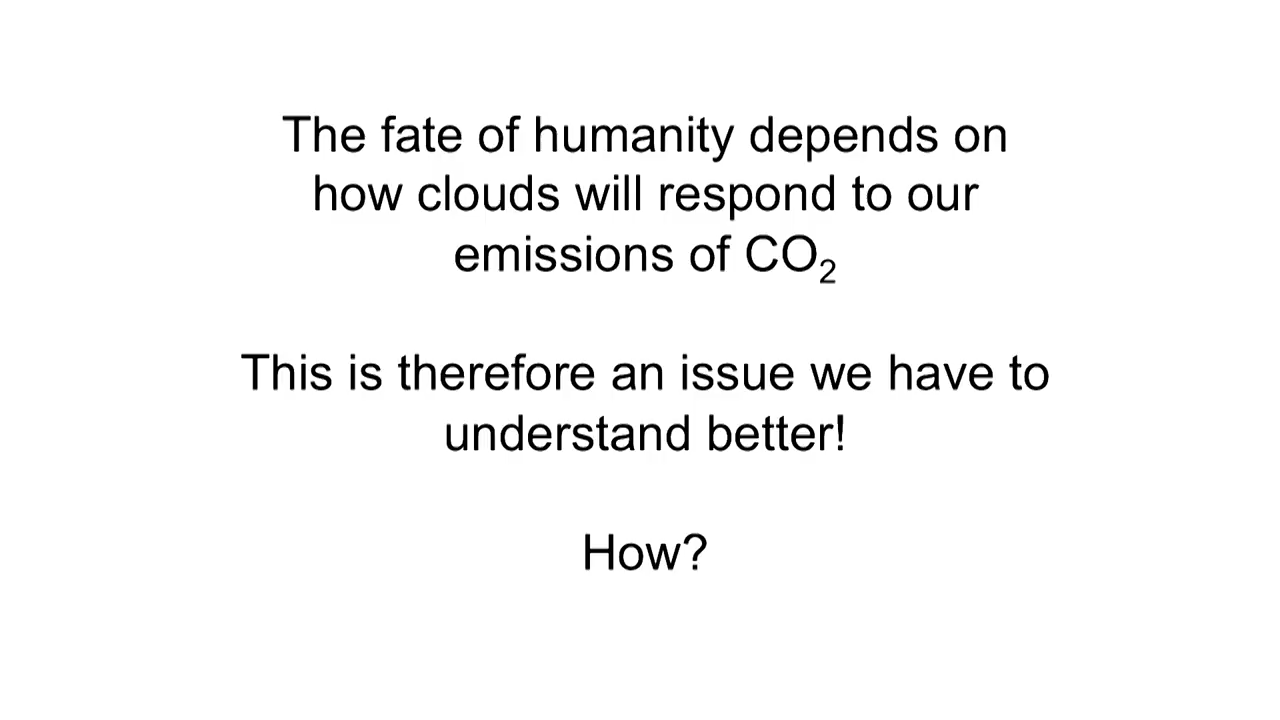 The fate of humanity depends on
how clouds will respond to our
emissions of CO₂
This is therefore an issue we have to
understand better!
How?